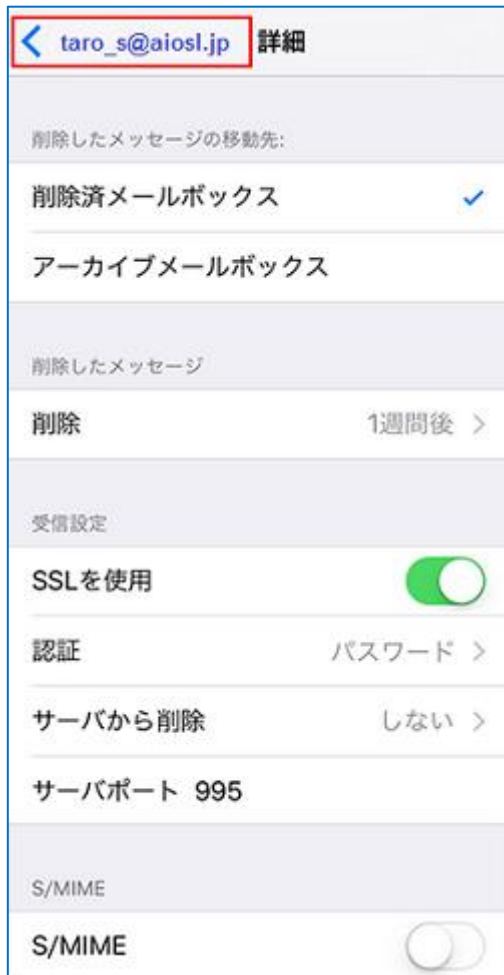 taro_s@aiosl.jp 詳細
削除したメッセージの移動先:
削除済メールボックス
アーカイブメールボックス
削除したメッセージ
削除 1週間後
受信設定
SSLを使用
認証 パスワード
サーバから削除 しない
サーバポート 995
S/MIME
S/MIME